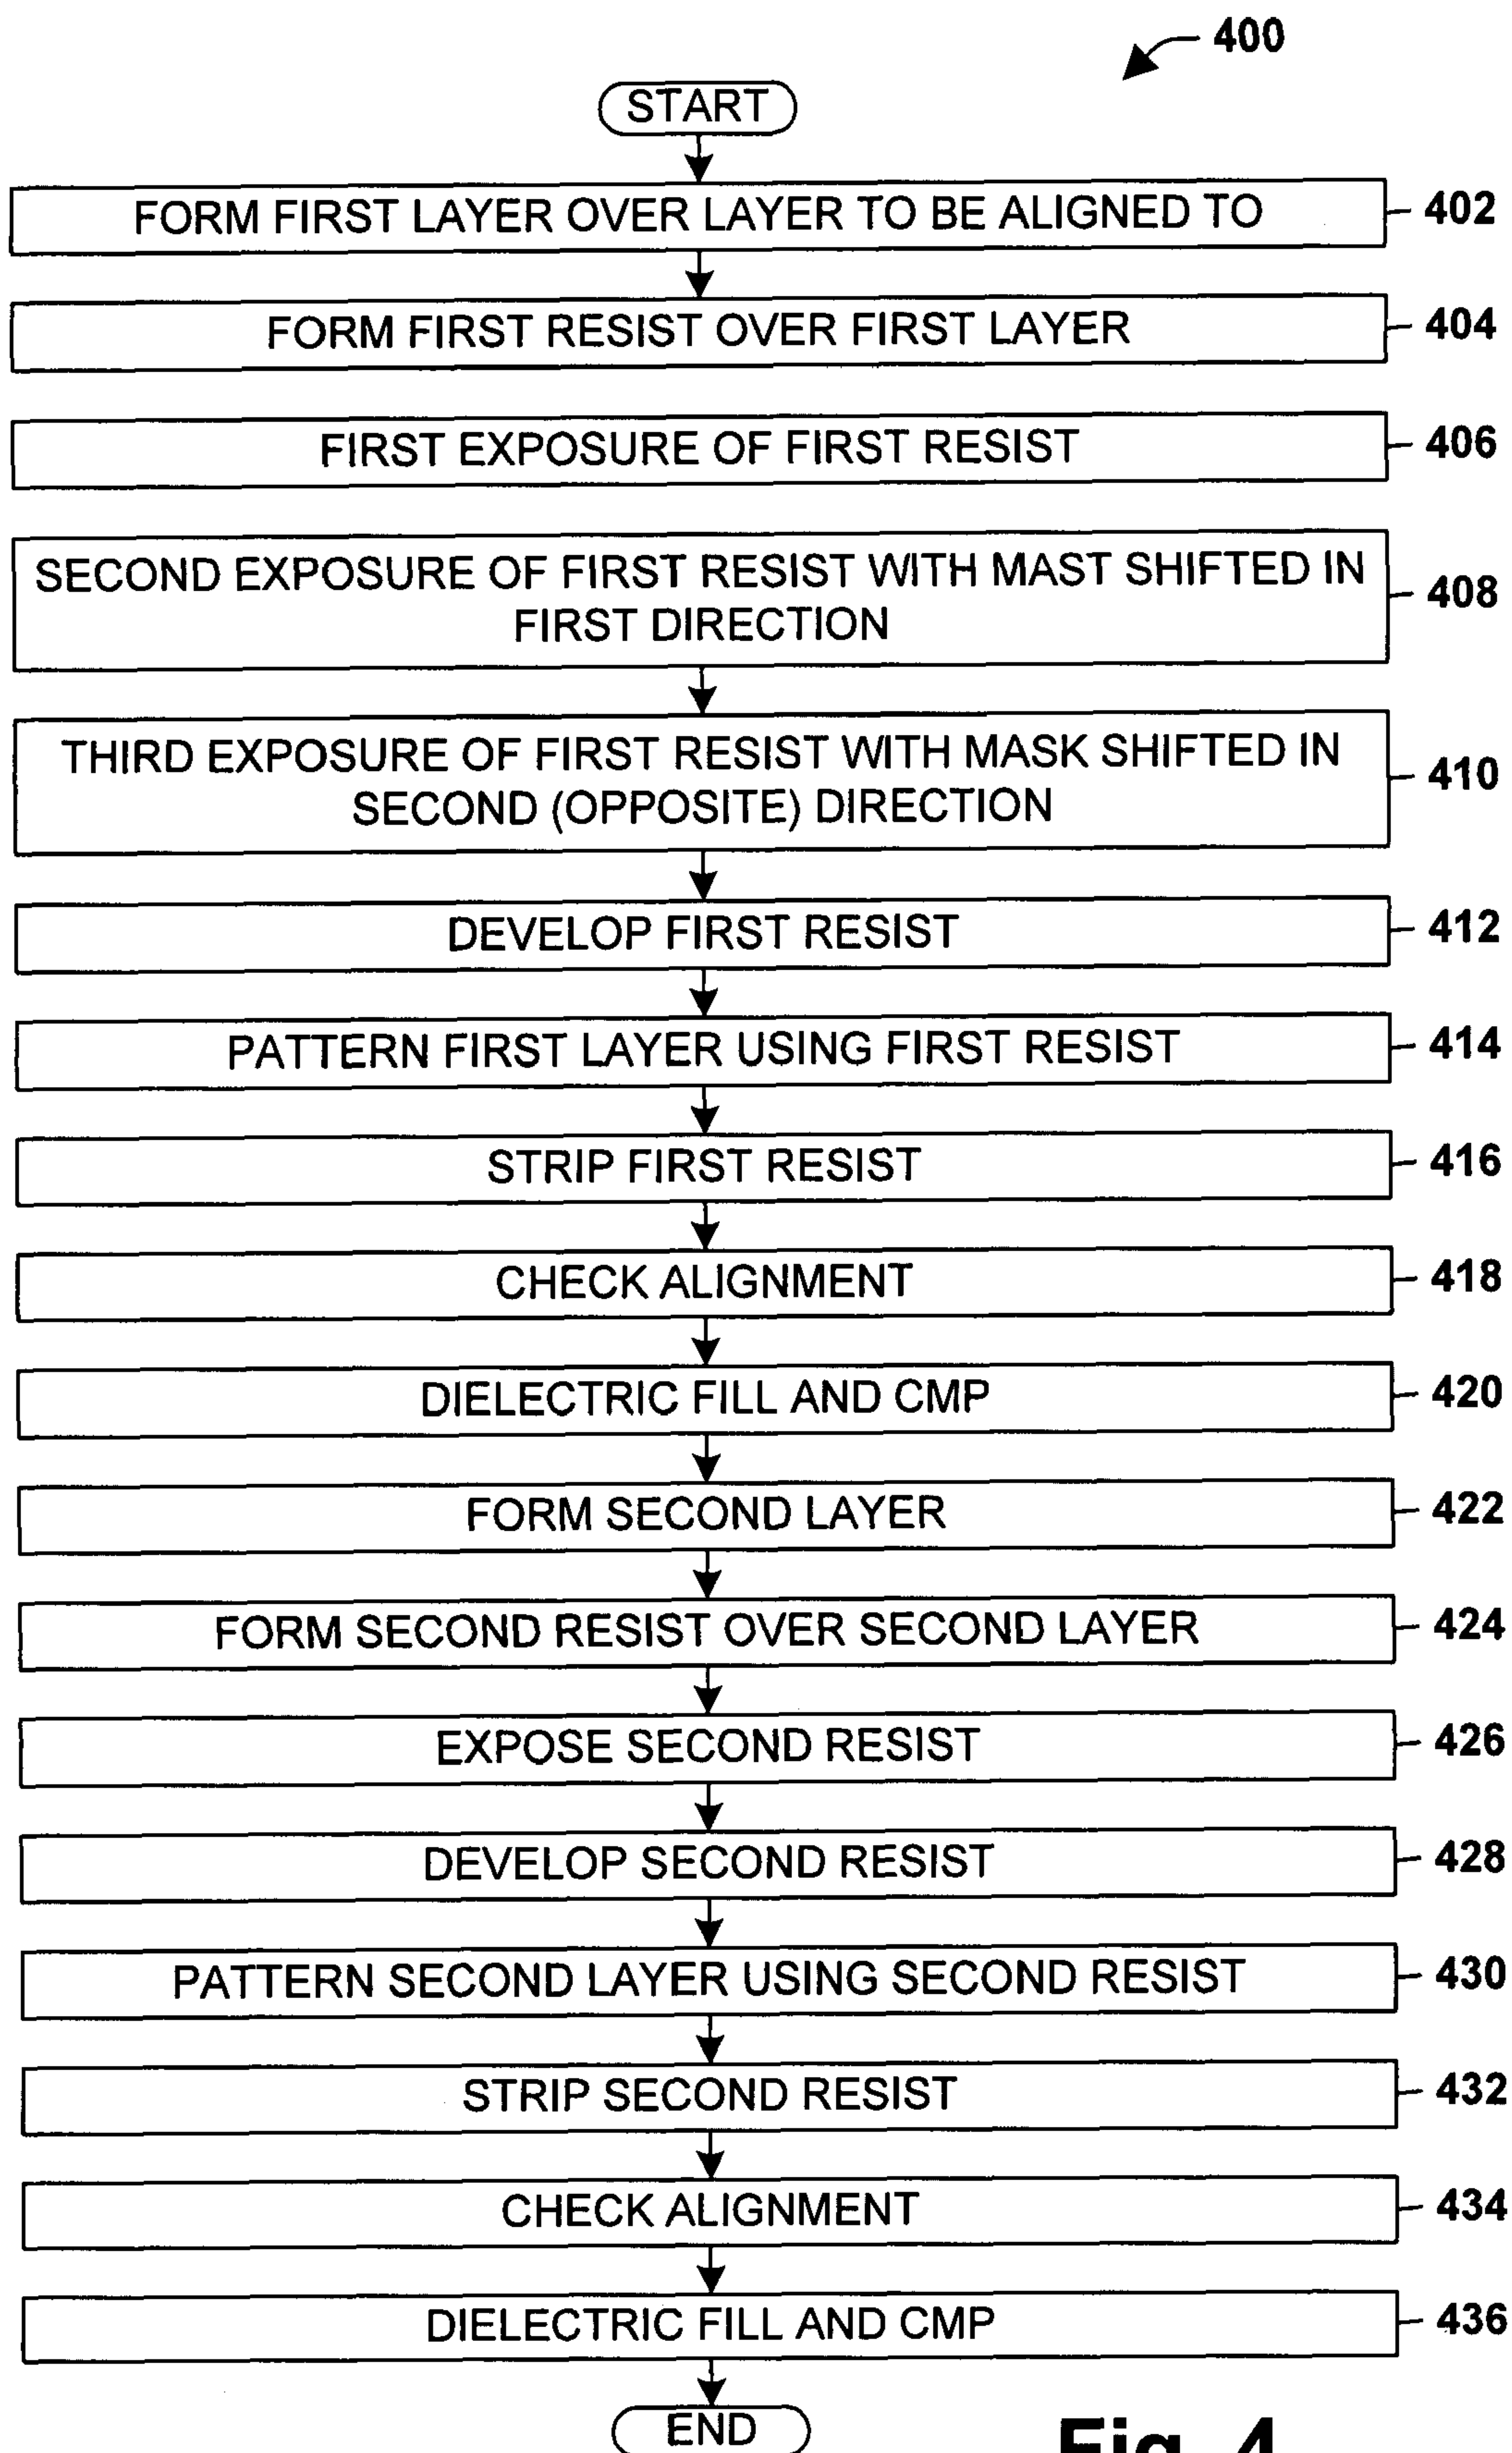 400
START
FORM FIRST LAYER OVER LAYER TO BE ALIGNED TO
402
FORM FIRST RESIST OVER FIRST LAYER
404
FIRST EXPOSURE OF FIRST RESIST
406
SECOND EXPOSURE OF FIRST RESIST WITH MAST SHIFTED IN
FIRST DIRECTION
408
THIRD EXPOSURE OF FIRST RESIST WITH MASK SHIFTED IN
SECOND (OPPOSITE) DIRECTION
410
DEVELOP FIRST RESIST
412
PATTERN FIRST LAYER USING FIRST RESIST
414
STRIP FIRST RESIST
416
CHECK ALIGNMENT
418
DIELECTRIC FILL AND CMP
420
FORM SECOND LAYER
422
FORM SECOND RESIST OVER SECOND LAYER
424
EXPOSE SECOND RESIST
426
DEVELOP SECOND RESIST
428
PATTERN SECOND LAYER USING SECOND RESIST
430
STRIP SECOND RESIST
432
CHECK ALIGNMENT
434
DIELECTRIC FILL AND CMP
436
END
Fig. 4